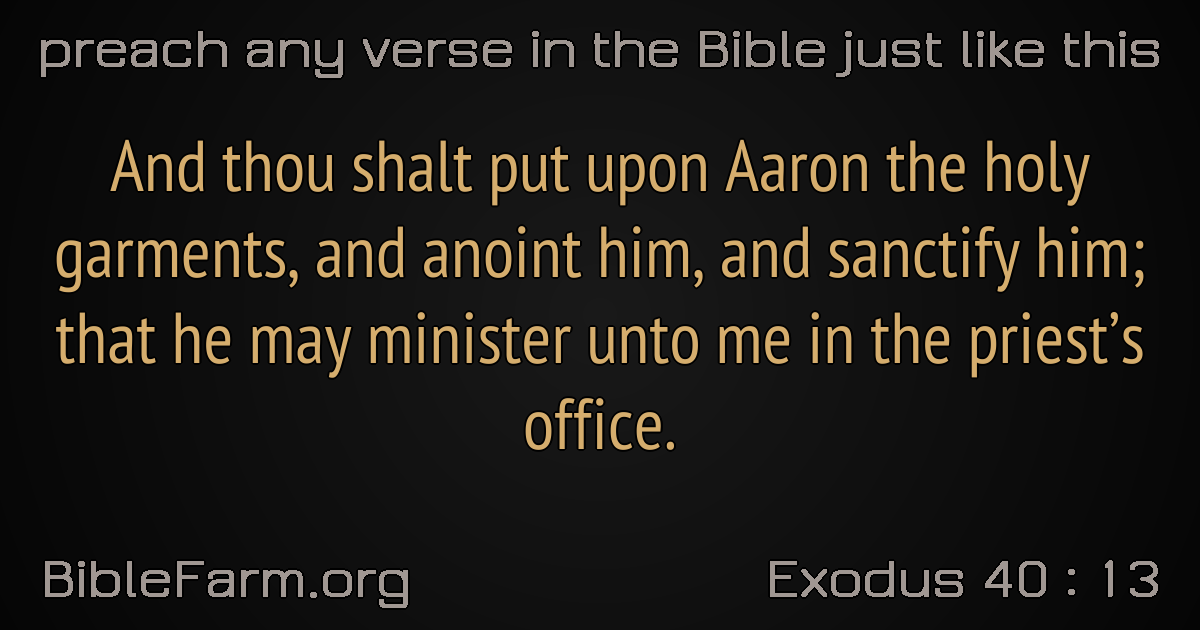 preach any verse in the Bible just like this
And thou shalt put upon Aaron the holy
garments, and anoint him, and sanctify him;
that he may minister unto me in the priest’s
office.
BibleFarm.org
Exodus 40 : 13